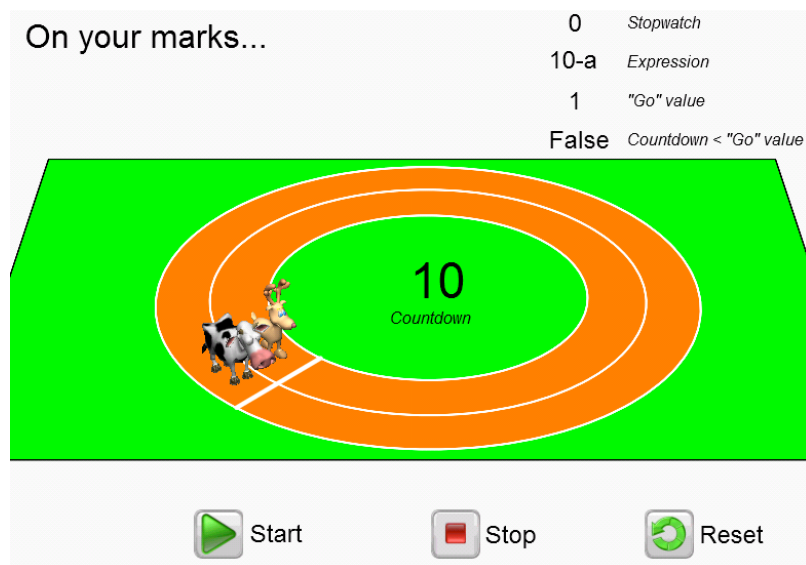 On your marks...
0 Stopwatch
10-a Expression
1 "Go" value
False Countdown < "Go" value
10
Countdown
Start Stop Reset